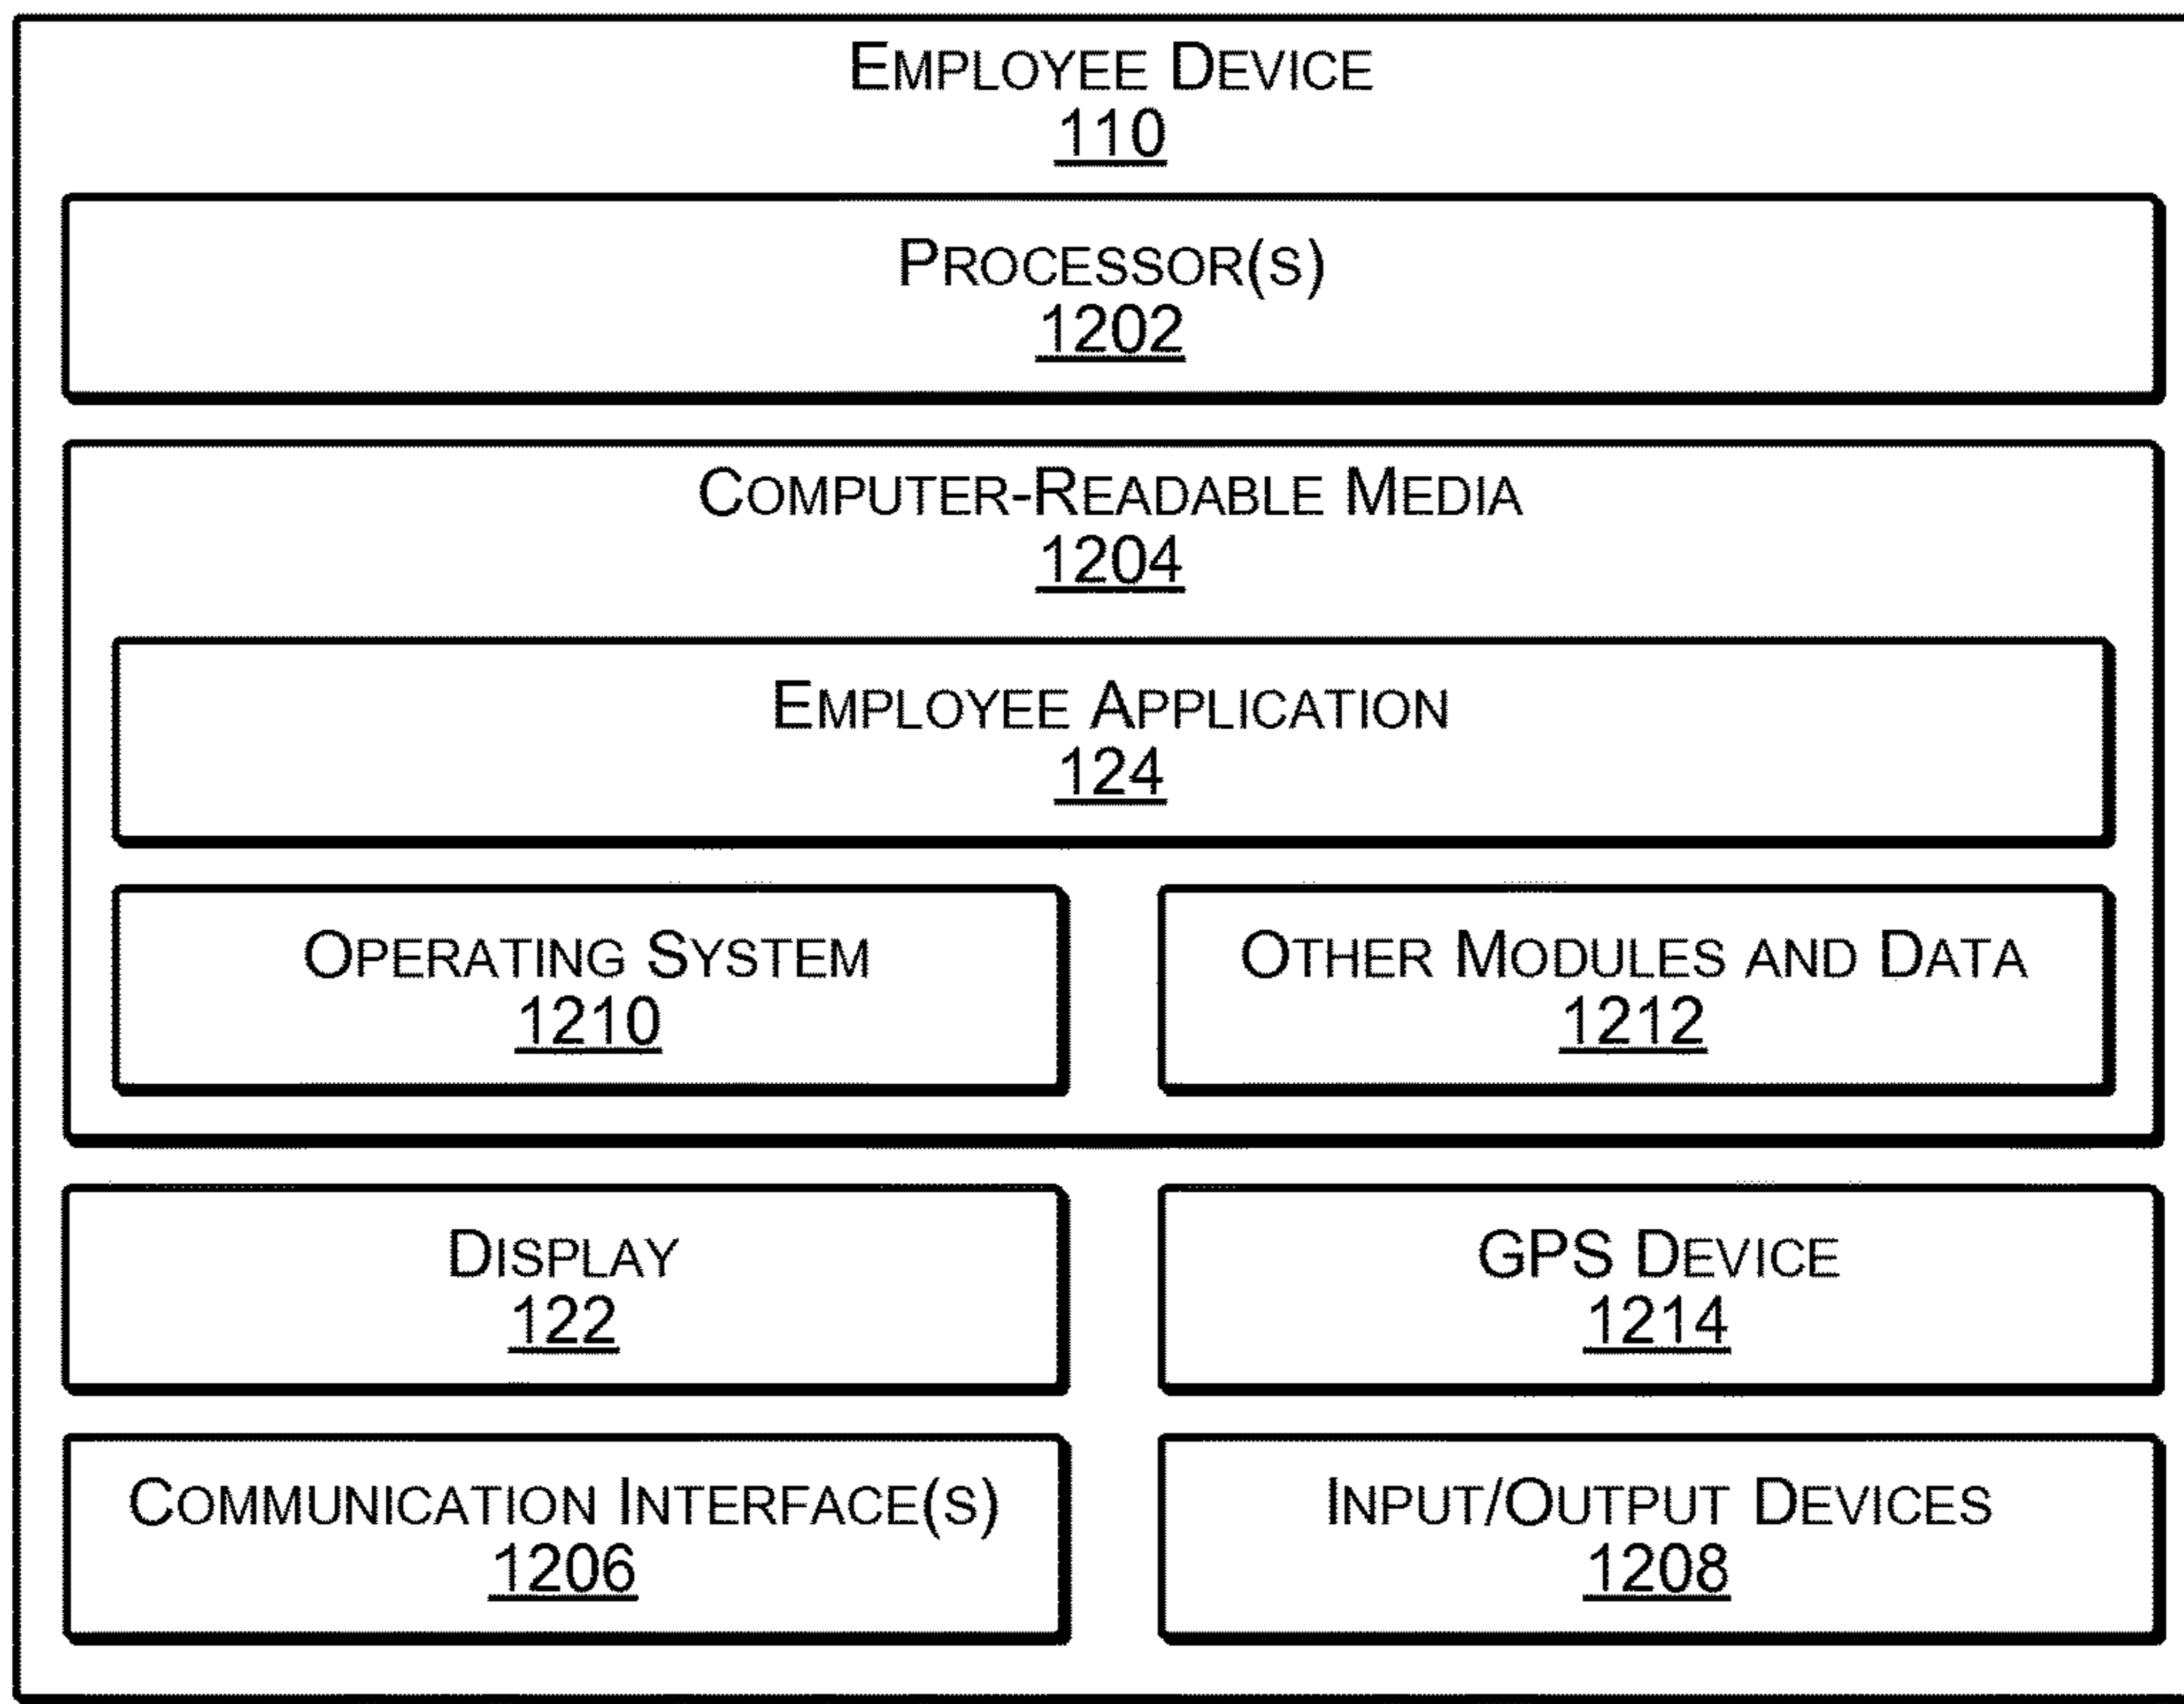 EMPLOYEE DEVICE
110
PROCESSOR(S)
1202
COMPUTER-READABLE MEDIA
1204
EMPLOYEE APPLICATION
124
OPERATING SYSTEM
1210
OTHER MODULES AND DATA
1212
DISPLAY
122
GPS DEVICE
1214
COMMUNICATION INTERFACE(S)
1206
INPUT/OUTPUT DEVICES
1208